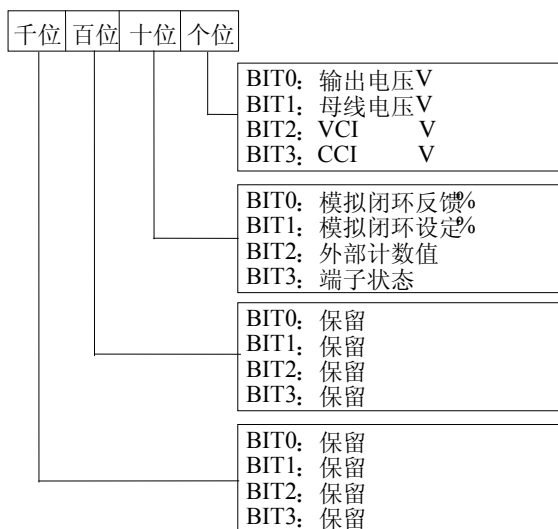 千位 百位 十位 个位
BIT0：输出电压V
BIT1：母线电压V
BIT2：VCI V
BIT3：CCI V
BIT0：模拟闭环反馈%
BIT1：模拟闭环设定%
BIT2：外部计数值
BIT3：端子状态
BIT0：保留
BIT1：保留
BIT2：保留
BIT3：保留
BIT0：保留
BIT1：保留
BIT2：保留
BIT3：保留